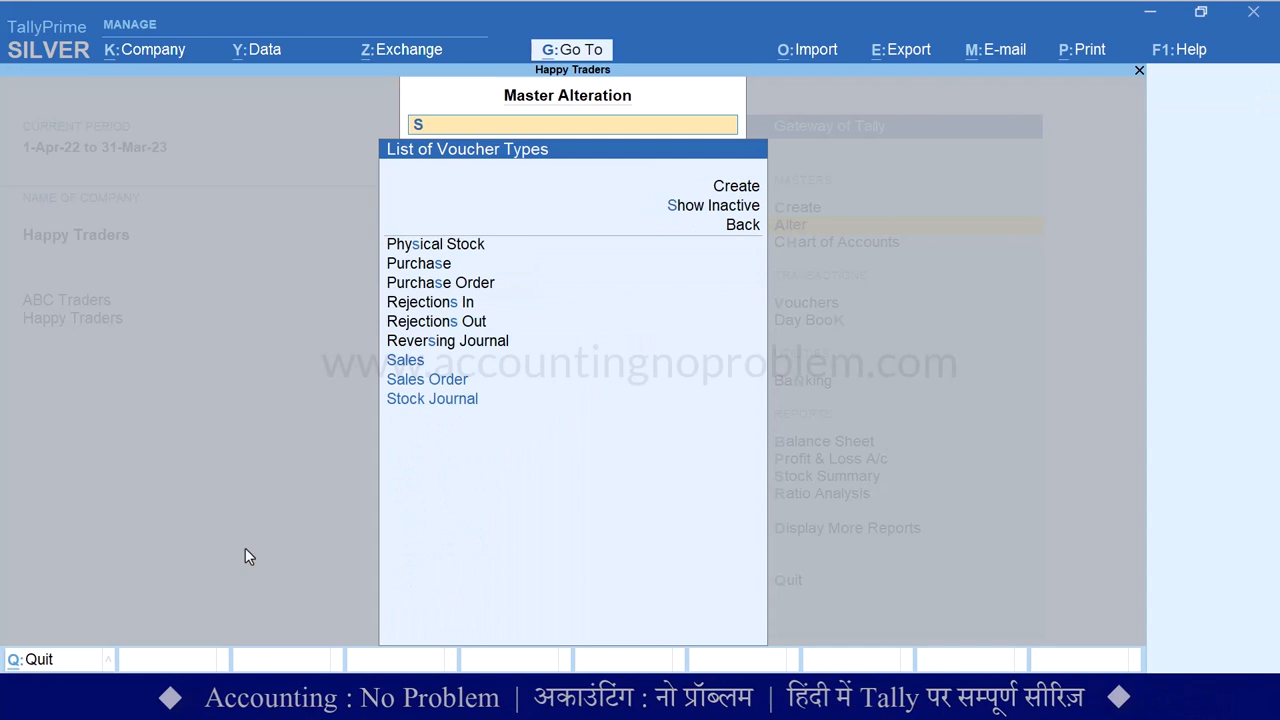 TallyPrime
SILVER
MANAGE
K:Company
Y:Data
Z:Exchange
G:Go To
O:Import
E:Export
M:E-mail
P:Print
F1:Help
Happy Traders
CURRENT PERIOD
1-Apr-22 to 31-Mar-23
NAME OF COMPANY
Happy Traders
ABC Traders
Happy Traders
Master Alteration
S
List of Voucher Types
Create
Show Inactive
Back
Physical Stock
Purchase
Purchase Order
Rejections In
Rejections Out
Reversing Journal
Sales
Sales Order
Stock Journal
Gateway of Tally
MASTERS
Create
Alter
CHart of Accounts
TRANSACTIONS
Vouchers
Day BooK
BaNking
REPORTS
Balance Sheet
Profit & Loss A/c
Stock Summary
Ratio Analysis
Display More Reports
Quit
www.accountingnoproblem.com
Q:Quit
Accounting : No Problem | अकाउंटिंग : नो प्रॉब्लम | हिंदी में Tally पर सम्पूर्ण सीरिज़